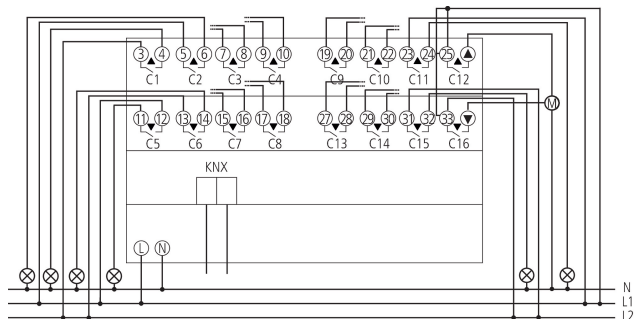 3 4 5 6 7 8 9 10 19 20 21 22 23 24 25
C1 C2 C3 C4 C9 C10 C11 C12
M
11 12 13 14 15 16 17 18 27 28 29 30 31 32 33
C5 C6 C7 C8 C13 C14 C15 C16
KNX
L N
N
L1
L2